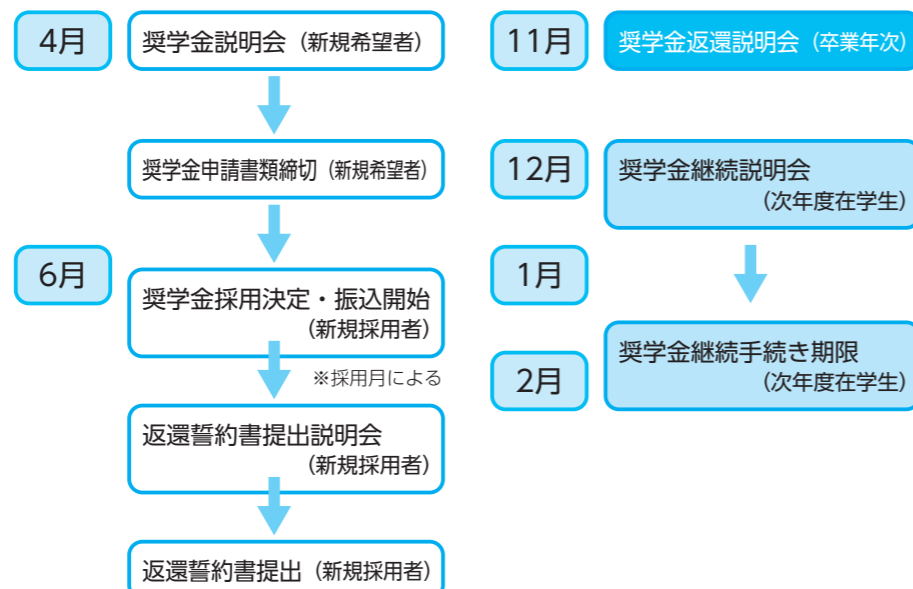 4月
奨学金説明会（新規希望者）
奨学金申請書類締切（新規希望者）
6月
奨学金採用決定・振込開始
（新規採用者）
※採用月による
返還誓約書提出説明会
（新規採用者）
返還誓約書提出（新規採用者）
11月
奨学金返還説明会（卒業年次）
12月
奨学金継続説明会
（次年度在学生）
1月
2月
奨学金継続手続き期限
（次年度在学生）